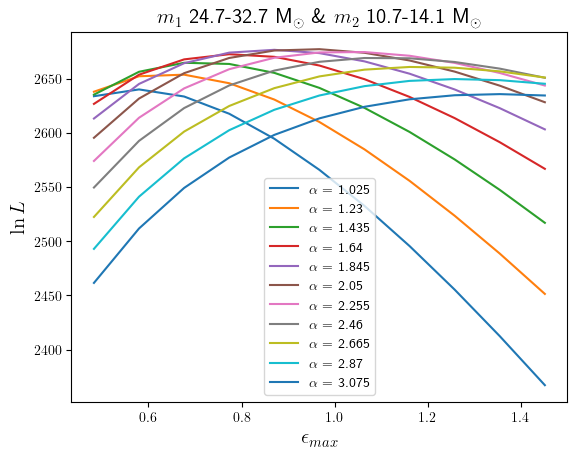 m₁ 24.7-32.7 M⊙ & m₂ 10.7-14.1 M⊙
ln L
2650
2600
2550
2500
2450
2400
α = 1.025
α = 1.23
α = 1.435
α = 1.64
α = 1.845
α = 2.05
α = 2.255
α = 2.46
α = 2.665
α = 2.87
α = 3.075
0.6 0.8 1.0 1.2 1.4
ϵmax